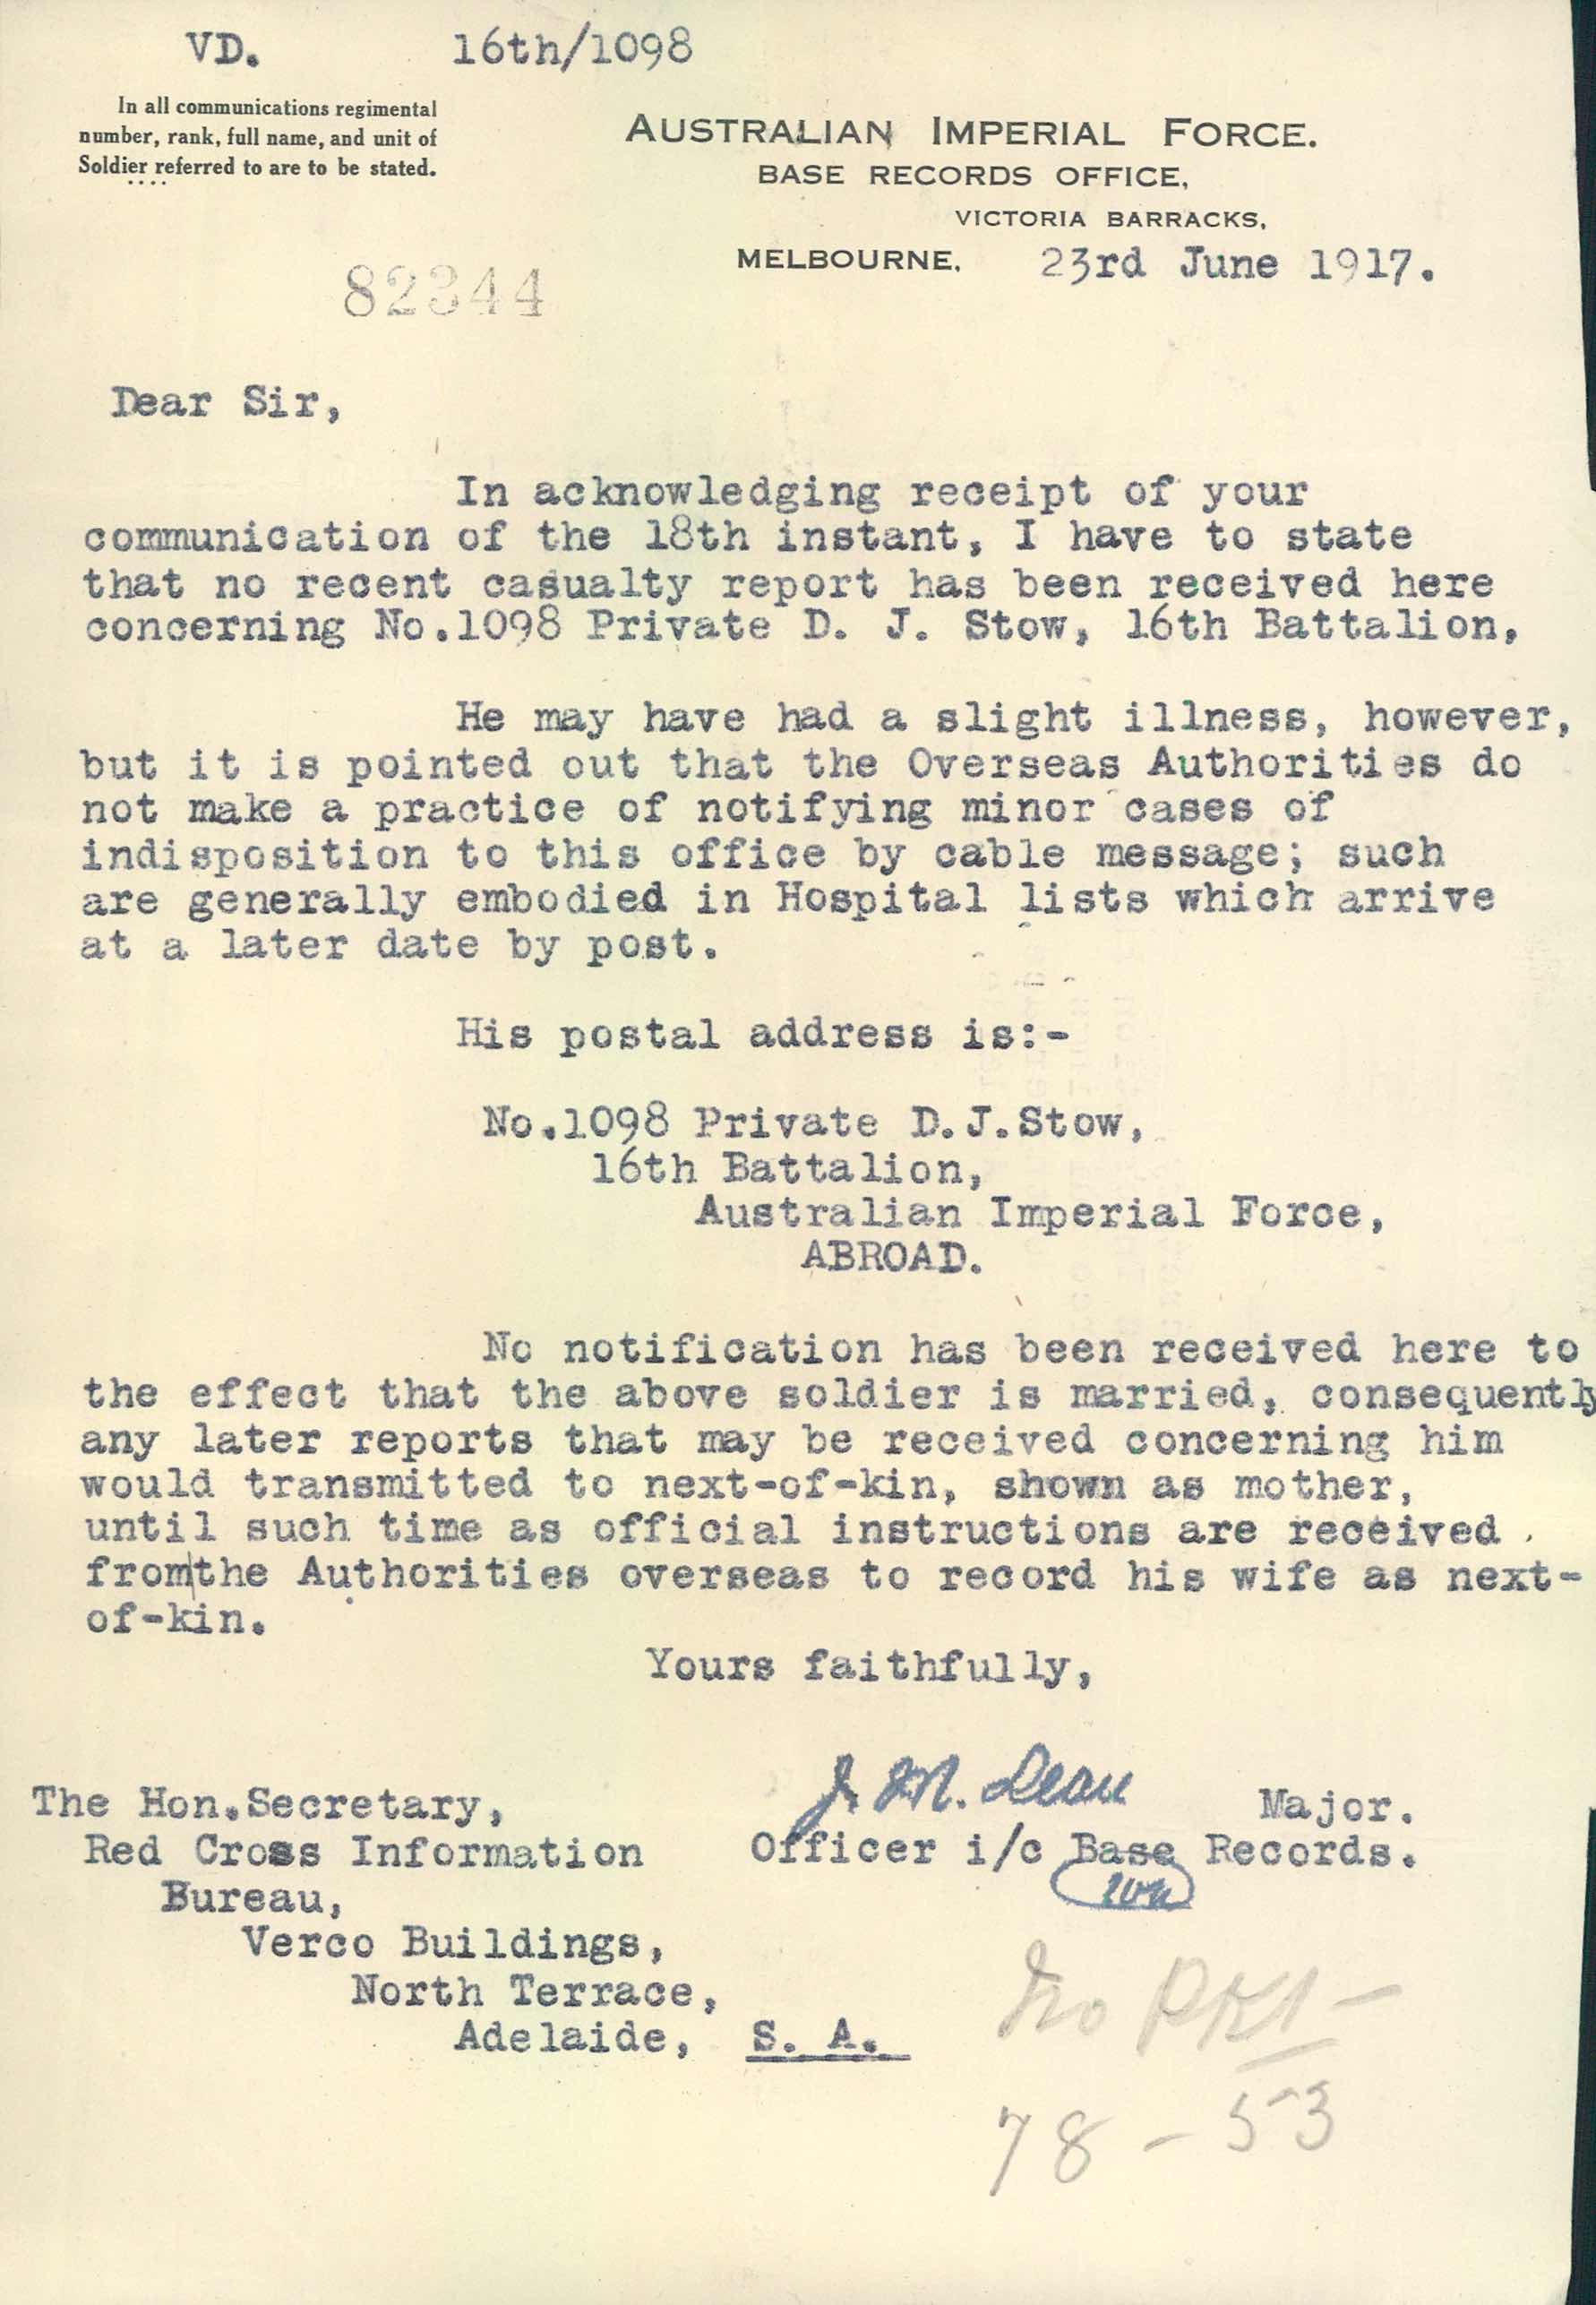 VD. 16th/1098
In all communications regimental
number, rank, full name, and unit of
Soldier referred to are to be stated.
AUSTRALIAN IMPERIAL FORCE.
BASE RECORDS OFFICE,
VICTORIA BARRACKS,
MELBOURNE, 23rd June 1917.
82344
Dear Sir,
In acknowledging receipt of your
communication of the 18th instant, I have to state
that no recent casualty report has been received here
concerning No.1098 Private D. J. Stow, 16th Battalion,
He may have had a slight illness, however,
but it is pointed out that the Overseas Authorities do
not make a practice of notifying minor cases of
indisposition to this office by cable message; such
are generally embodied in Hospital lists which arrive
at a later date by post.
His postal address is:-
No.1098 Private D.J.Stow,
16th Battalion,
Australian Imperial Force,
ABROAD.
No notification has been received here to
the effect that the above soldier is married, consequently
any later reports that may be received concerning him
would transmitted to next-of-kin, shown as mother,
until such time as official instructions are received
from|the Authorities overseas to record his wife as next-
of-kin.
Yours faithfully,
J. M. Lean Major.
Officer i/c Base Records.
The Hon.Secretary,
Red Cross Information
Bureau,
Verco Buildings,
North Terrace,
Adelaide, S. A.
No PKT -
78 - 53